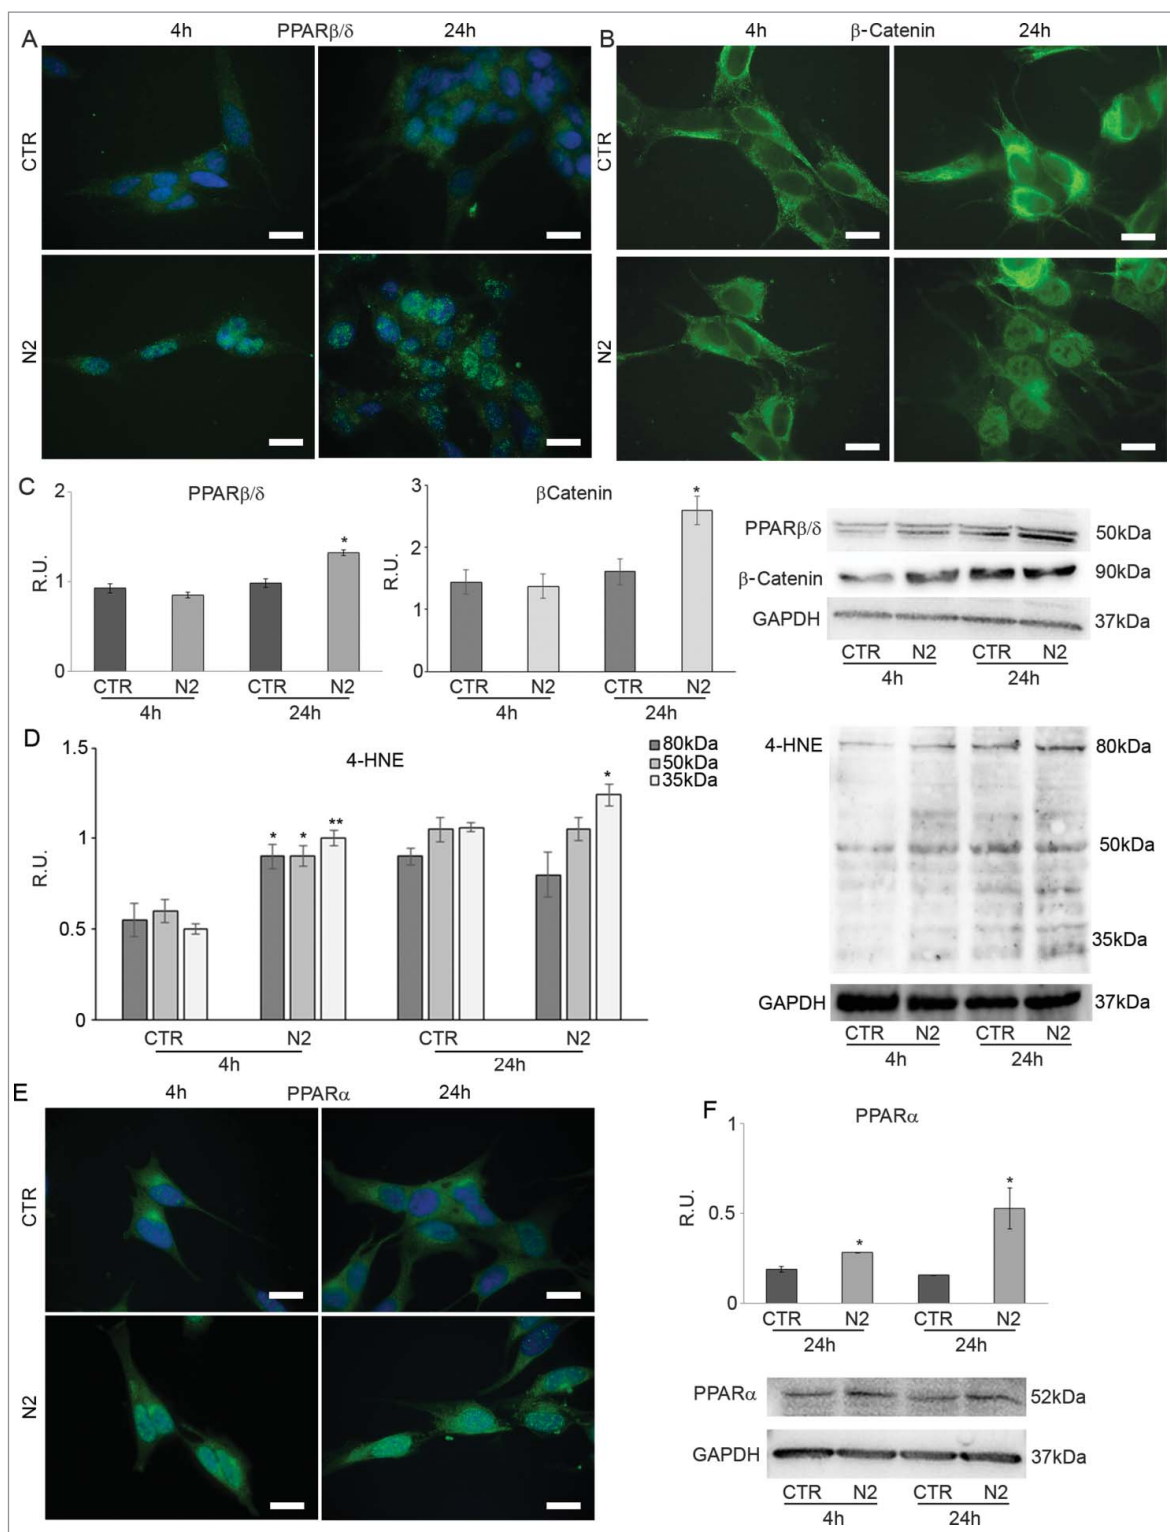 A 4h PPARβ/δ 24h
B 4h β-Catenin 24h
CTR
CTR
N2
N2
C
PPARβ/δ
2
1
0
R.U.
*
CTR N2 CTR N2
4h 24h
βCatenin
3
2
1
0
R.U.
*
CTR N2 CTR N2
4h 24h
PPARβ/δ 50kDa
β-Catenin 90kDa
GAPDH 37kDa
CTR N2 CTR N2
4h 24h
D
4-HNE
80kDa
50kDa
35kDa
1.5
1
0.5
0
R.U.
* * ** *
CTR N2 CTR N2
4h 24h
4-HNE 80kDa
50kDa
35kDa
GAPDH 37kDa
CTR N2 CTR N2
4h 24h
E 4h PPARα 24h
CTR
N2
F
PPARα
1
0.5
0
R.U.
* *
CTR N2 CTR N2
24h 24h
PPARα 52kDa
GAPDH 37kDa
CTR N2 CTR N2
4h 24h